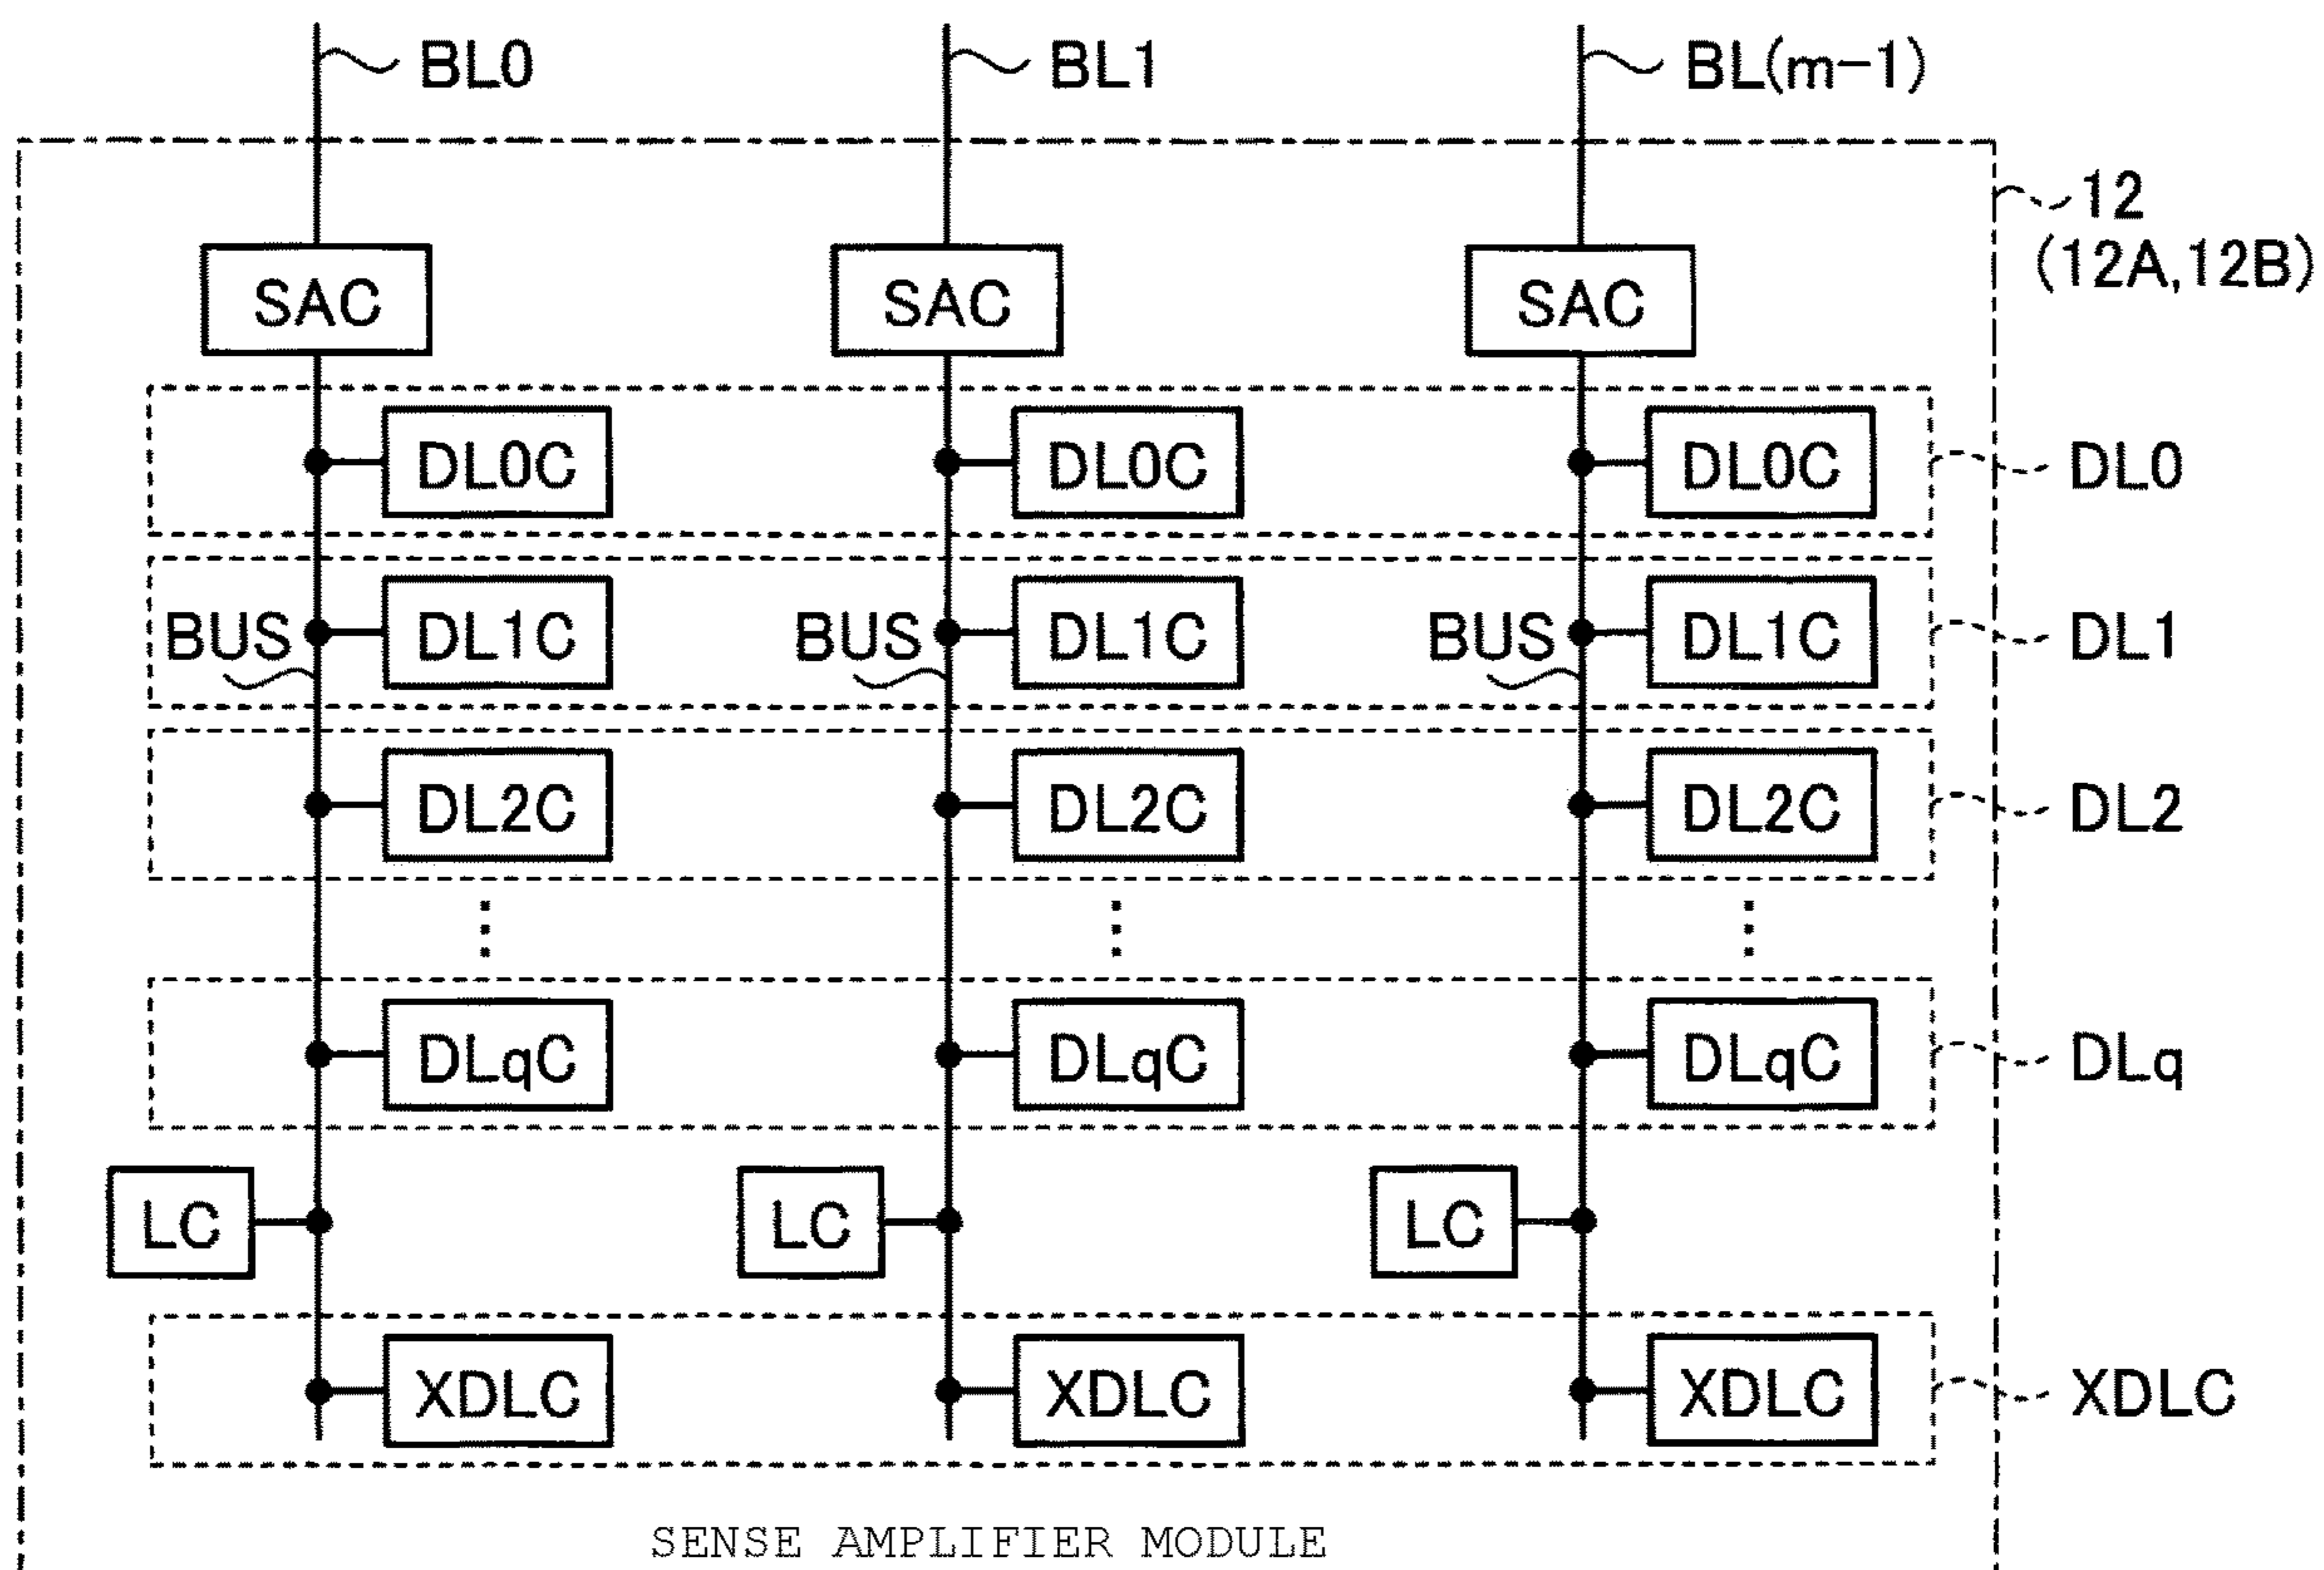 BL0 BL1 BL(m-1)
12
(12A,12B)
SAC SAC SAC
DL0C DL0C DL0C DL0
BUS DL1C BUS DL1C BUS DL1C DL1
DL2C DL2C DL2C DL2
⋮ ⋮ ⋮
DLqC DLqC DLqC DLq
LC LC LC
XDLC XDLC XDLC XDLC
SENSE AMPLIFIER MODULE